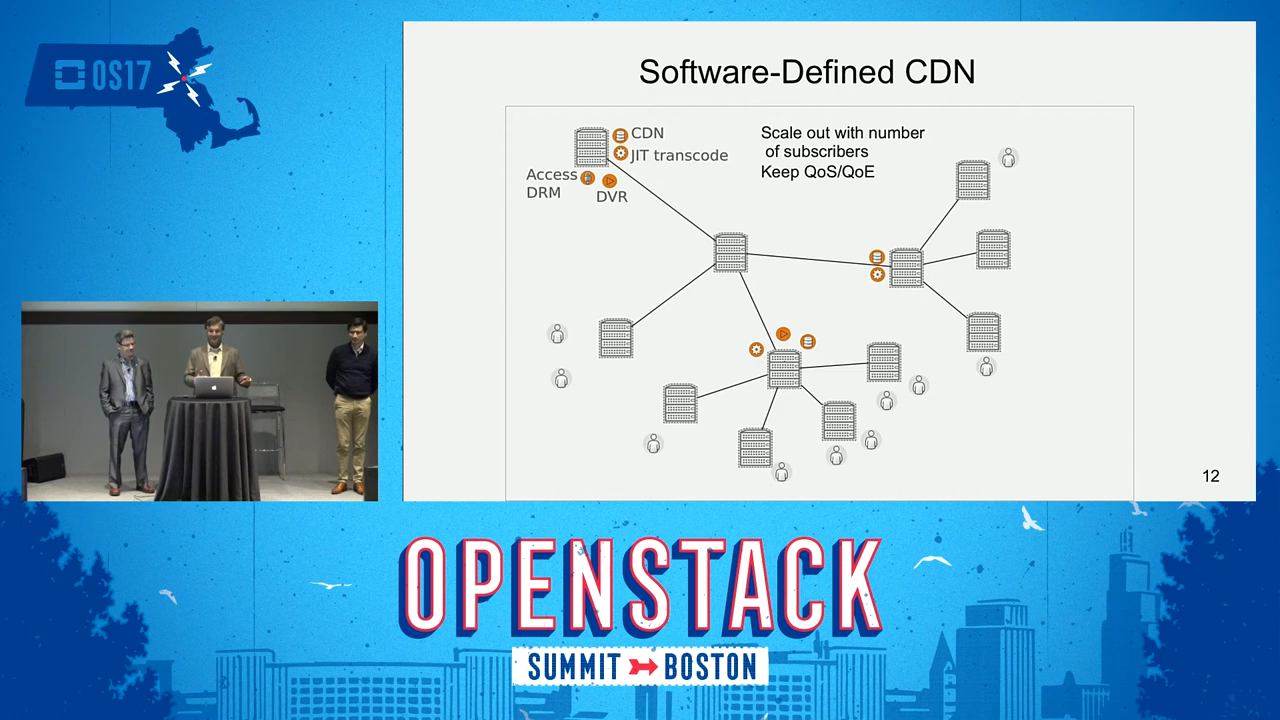 OS17
Software-Defined CDN
CDN
JIT transcode
Access
DRM
DVR
Scale out with number
of subscribers
Keep QoS/QoE
12
OPENSTACK
SUMMIT BOSTON